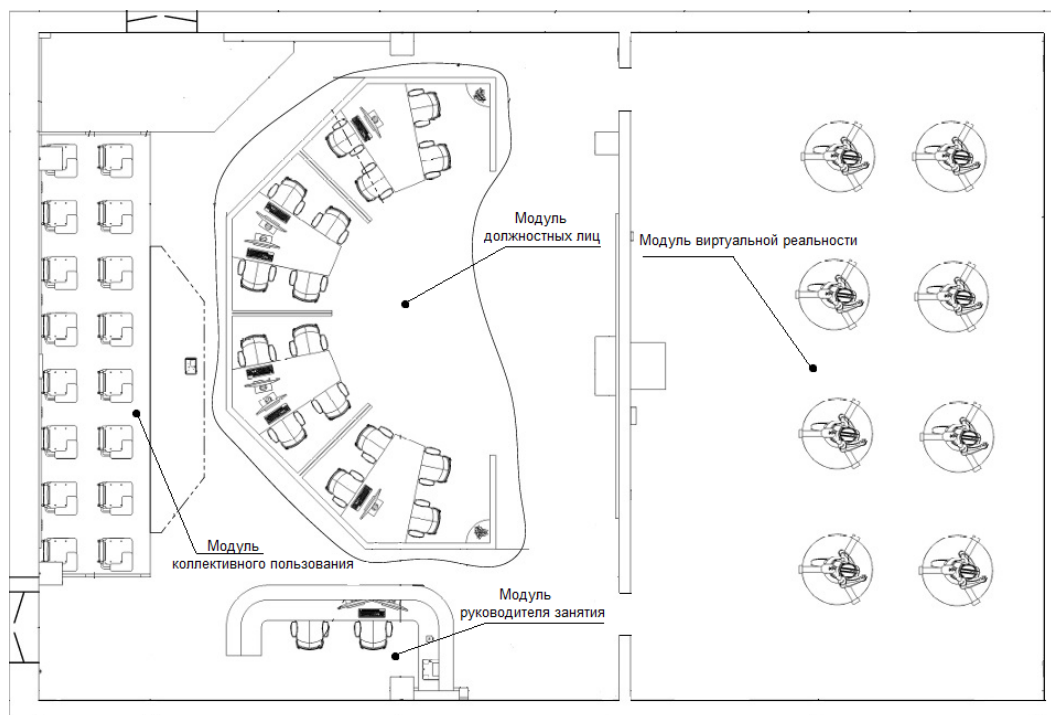 Модуль
должностных лиц
Модуль виртуальной реальности
Модуль
коллективного пользования
Модуль
руководителя занятия